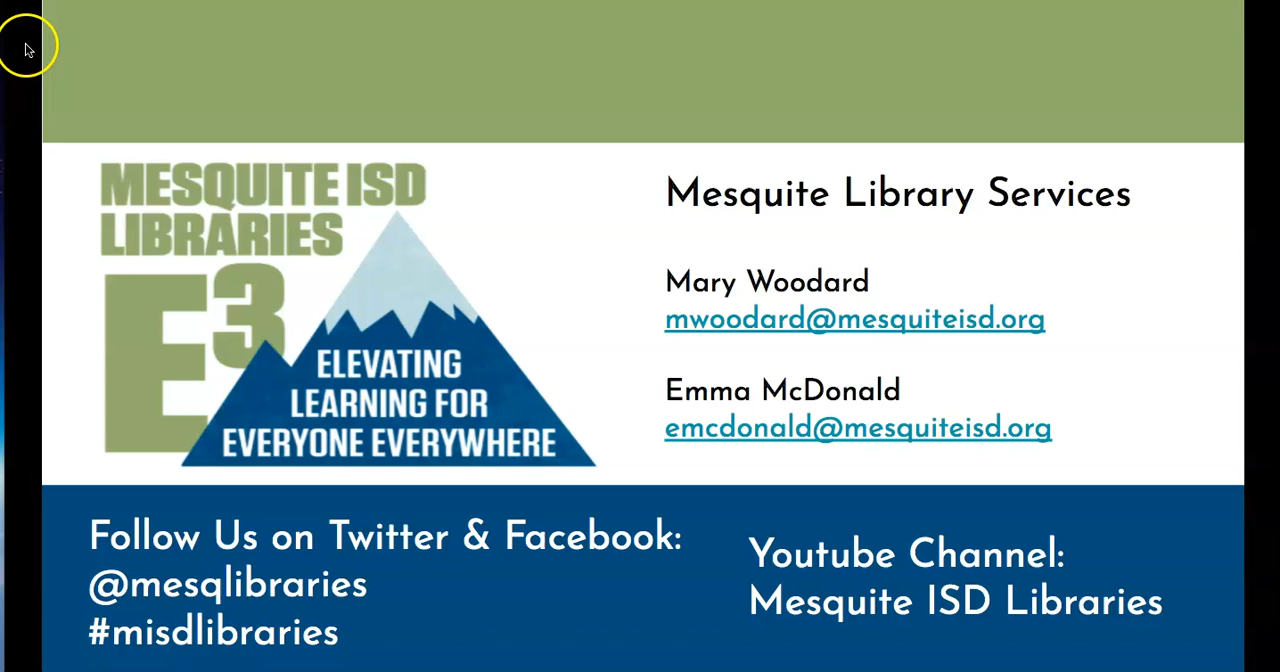 MESQUITE ISD
LIBRARIES
E3
ELEVATING
LEARNING FOR
EVERYONE EVERYWHERE
Mesquite Library Services
Mary Woodard
mwoodard@mesquiteisd.org
Emma McDonald
emcdonald@mesquiteisd.org
Follow Us on Twitter & Facebook:
@mesqlibraries
#misdlibraries
Youtube Channel:
Mesquite ISD Libraries